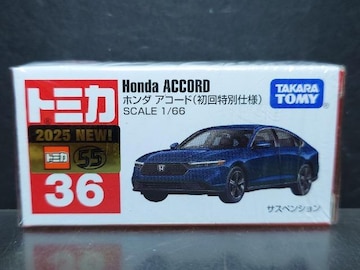 トミカ
Honda ACCORD
ホンダ アコード(初回特別仕様)
SCALE 1/66
TAKARA
TOMY
2025 NEW!
トミカ 55
36
サスペンション